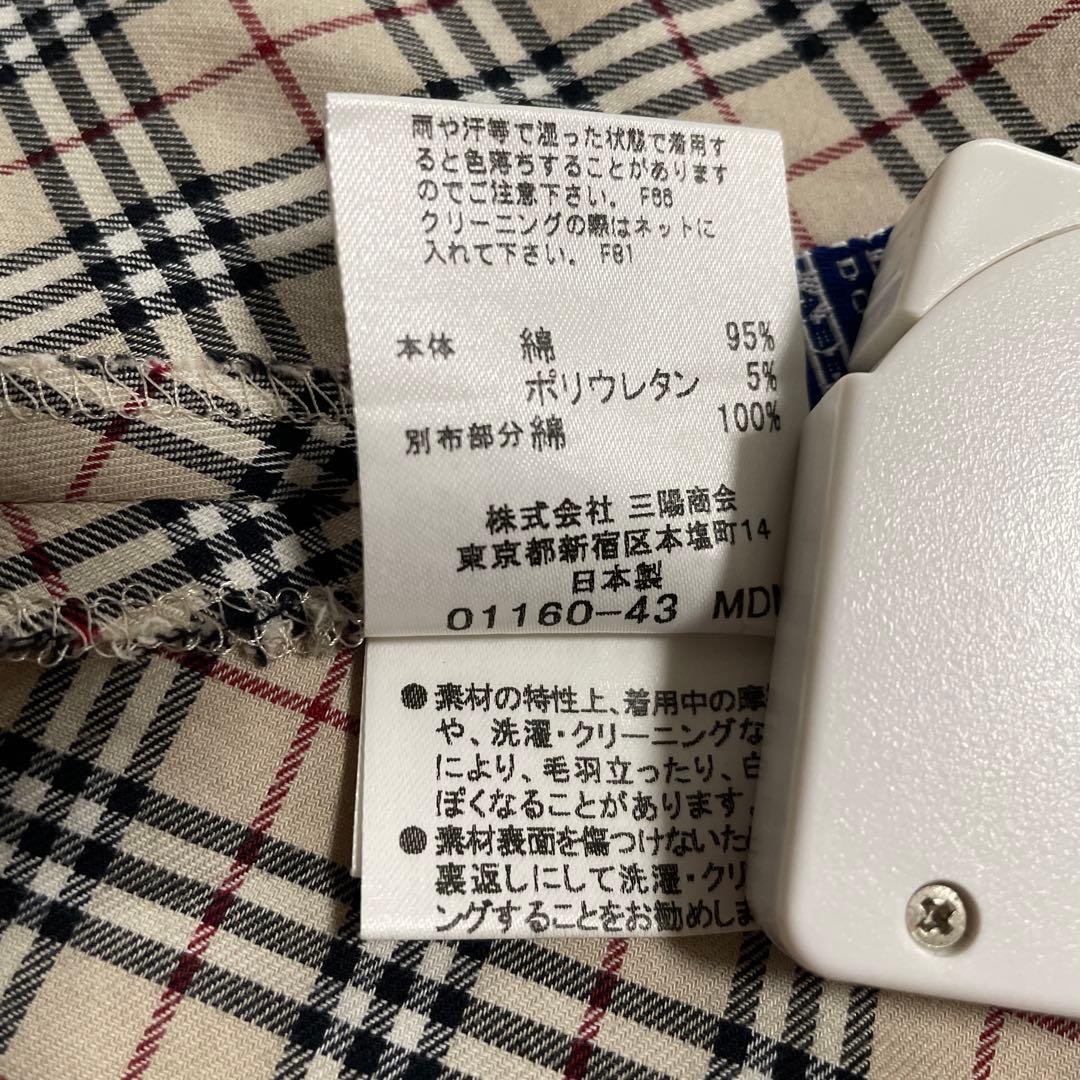 雨や汗等で湿った状態で着用す
ると色落ちすることがあります
のでご注意下さい。 F88
クリーニングの際はネットに
入れて下さい。 F81
本体 綿 95%
ポリウレタン 5%
別布部分 綿 100%
株式会社 三陽商会
東京都新宿区本塩町14
日本製
01160-43 MD
●素材の特性上、着用中の摩
や、洗濯・クリーニングな
により、毛羽立ったり、白
ぽくなることがあります。
●素材表面を傷つけないた
裏返しにして洗濯・クリ
ングすることをお勧めしま